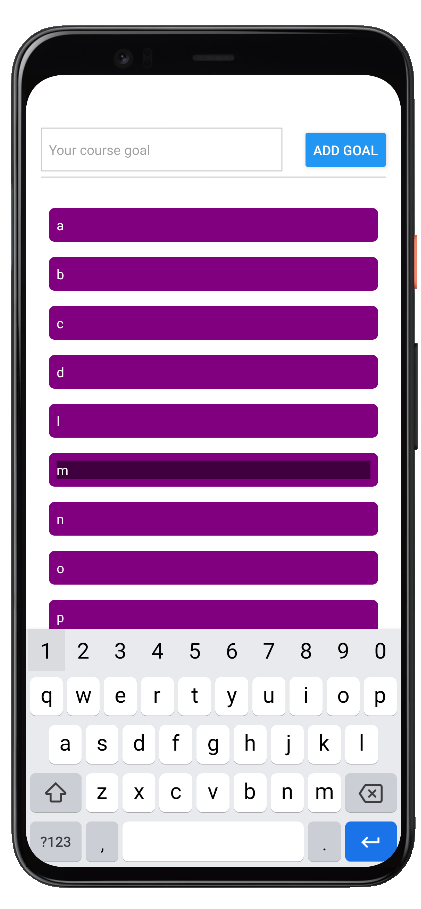 Your course goal
ADD GOAL
a
b
c
d
l
m
n
o
p
1 2 3 4 5 6 7 8 9 0
q w e r t y u i o p
a s d f g h j k l
z x c v b n m
?123 , .